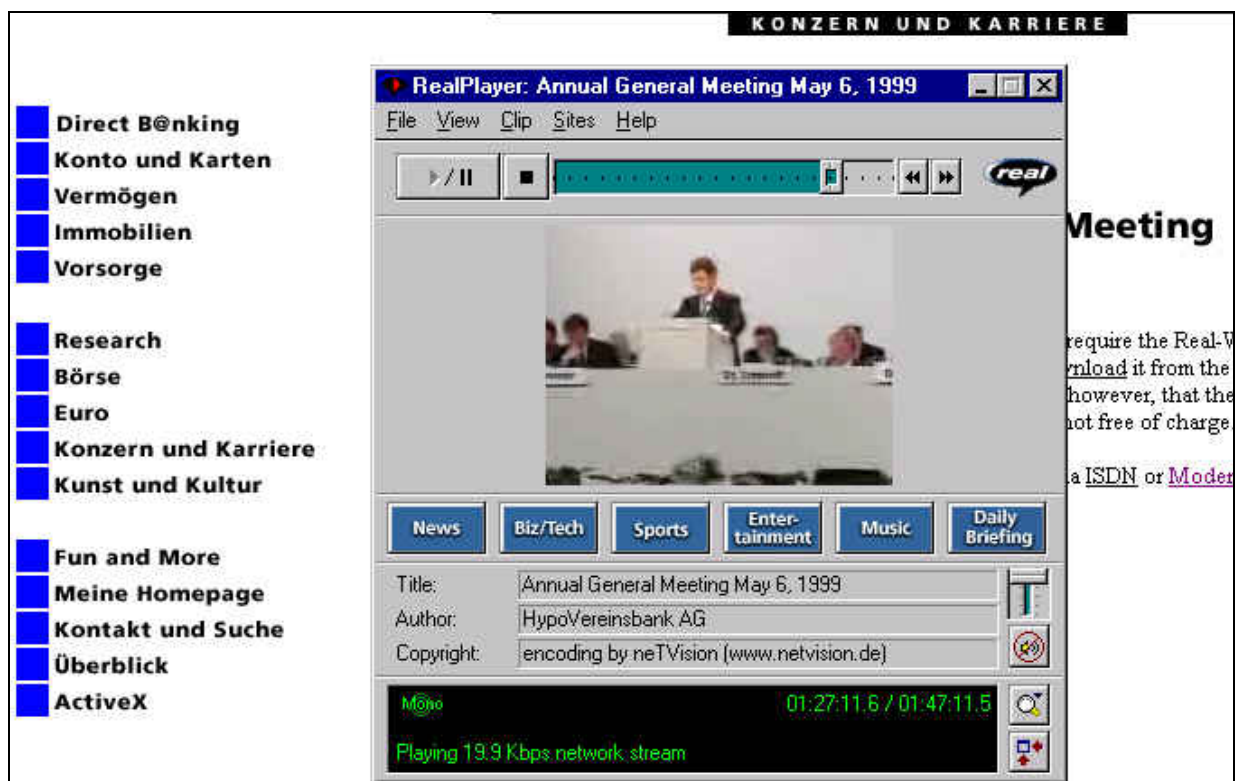 KONZERN UND KARRIERE
Direct B@nking
Konto und Karten
Vermögen
Immobilien
Vorsorge
Research
Börse
Euro
Konzern und Karriere
Kunst und Kultur
Fun and More
Meine Homepage
Kontakt und Suche
Überblick
ActiveX
RealPlayer: Annual General Meeting May 6, 1999
File View Clip Sites Help
real
News Biz/Tech Sports Enter-
tainment Music Daily
Briefing
Title: Annual General Meeting May 6, 1999
Author: HypoVereinsbank AG
Copyright: encoding by neTVision (www.netvision.de)
Mono 01:27:11.6 / 01:47:11.5
Playing 19.9 Kbps network stream
Meeting
require the Real-
it from the
however, that the
not free of charge
ISDN or